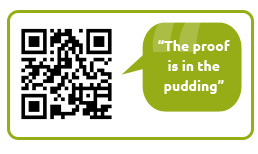 “The proof
is in the
pudding”